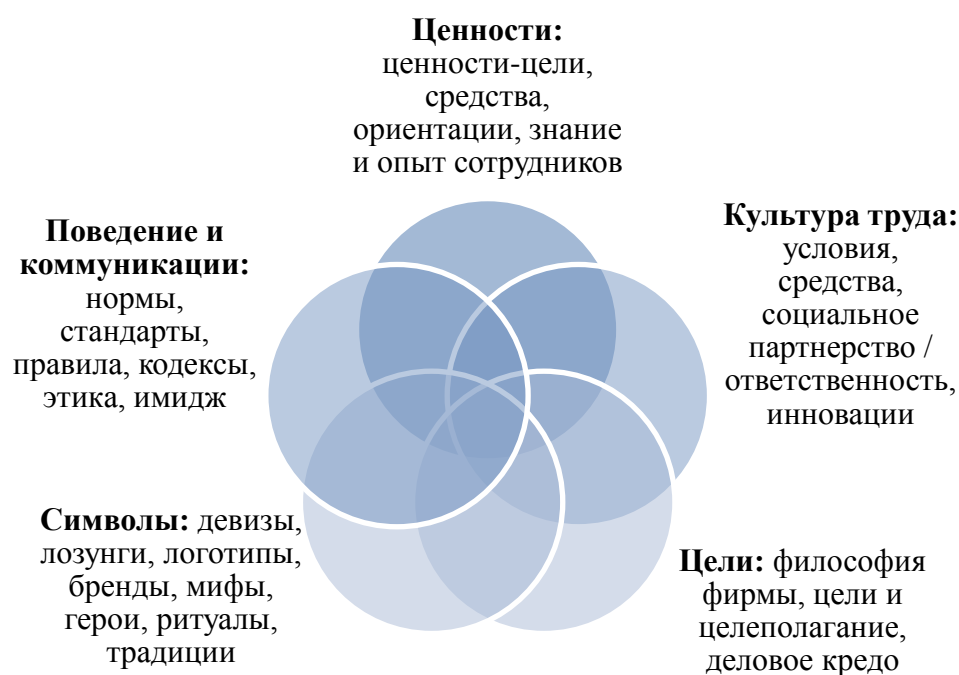 Ценности:
ценности-цели,
средства,
ориентации, знание
и опыт сотрудников
Культура труда:
условия,
средства,
социальное
партнерство /
ответственность,
инновации
Цели: философия
фирмы, цели и
целеполагание,
деловое кредо
Символы: девизы,
лозунги, логотипы,
бренды, мифы,
герои, ритуалы,
традиции
Поведение и
коммуникации:
нормы,
стандарты,
правила, кодексы,
этика, имидж